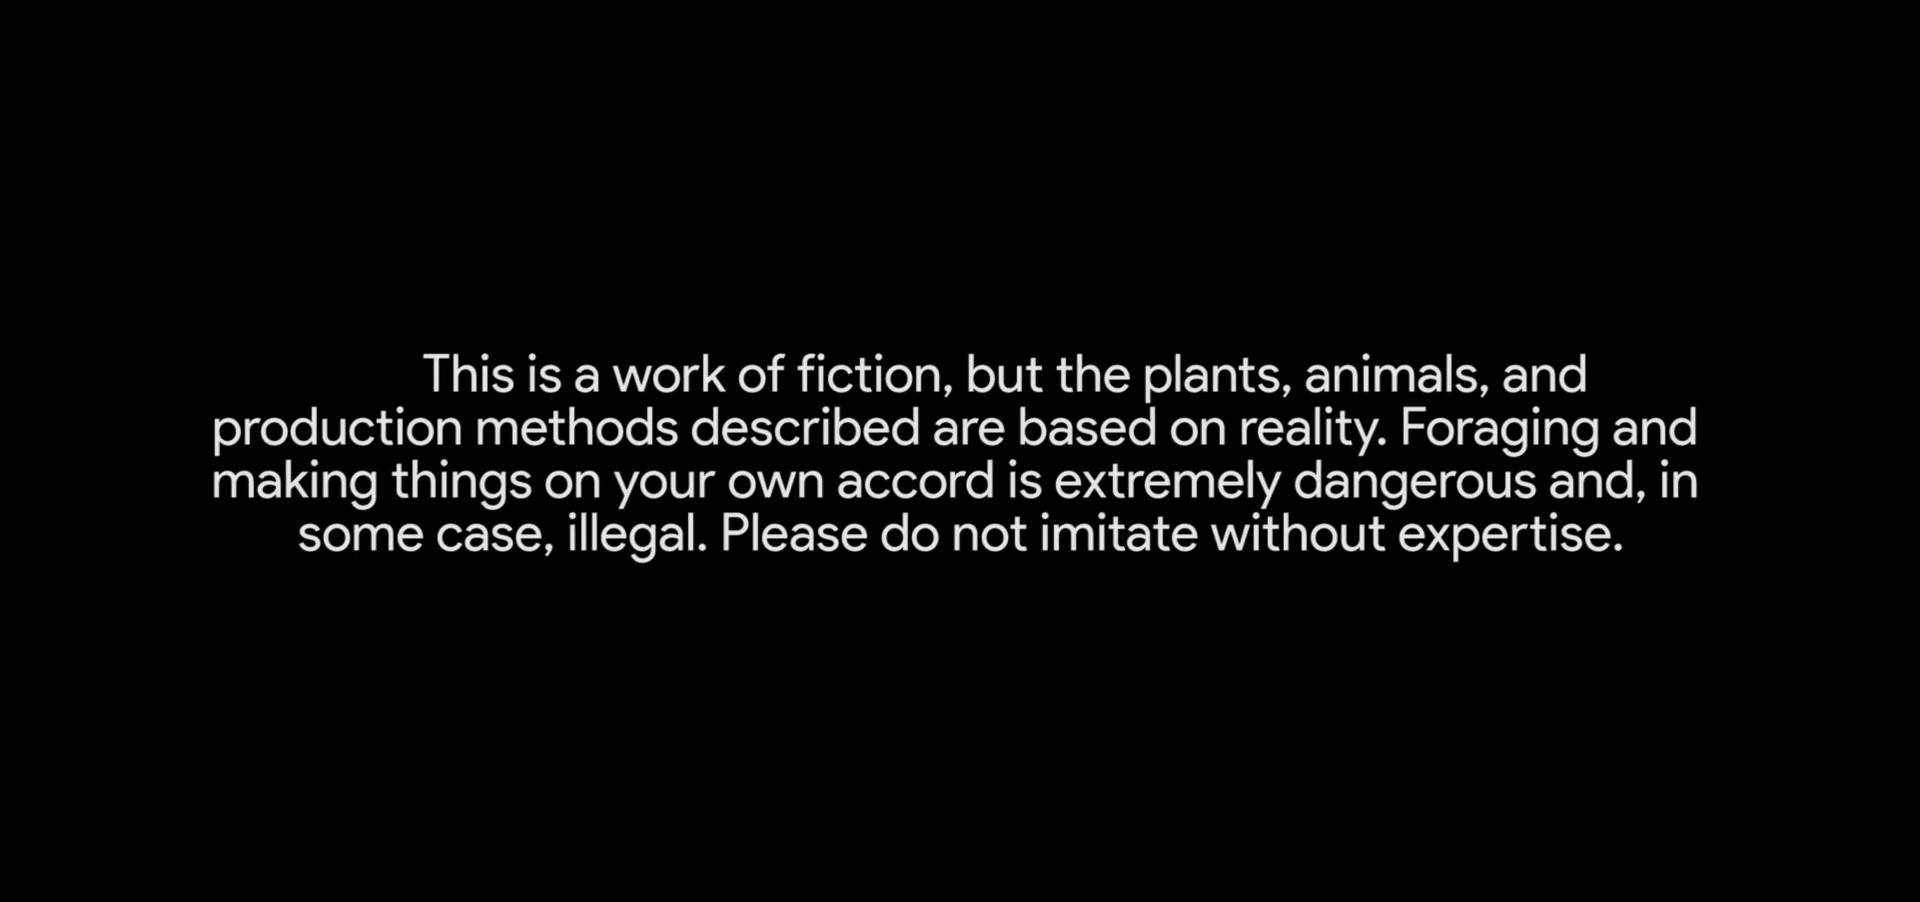 This is a work of fiction, but the plants, animals, and
production methods described are based on reality. Foraging and
making things on your own accord is extremely dangerous and, in
some case, illegal. Please do not imitate without expertise.